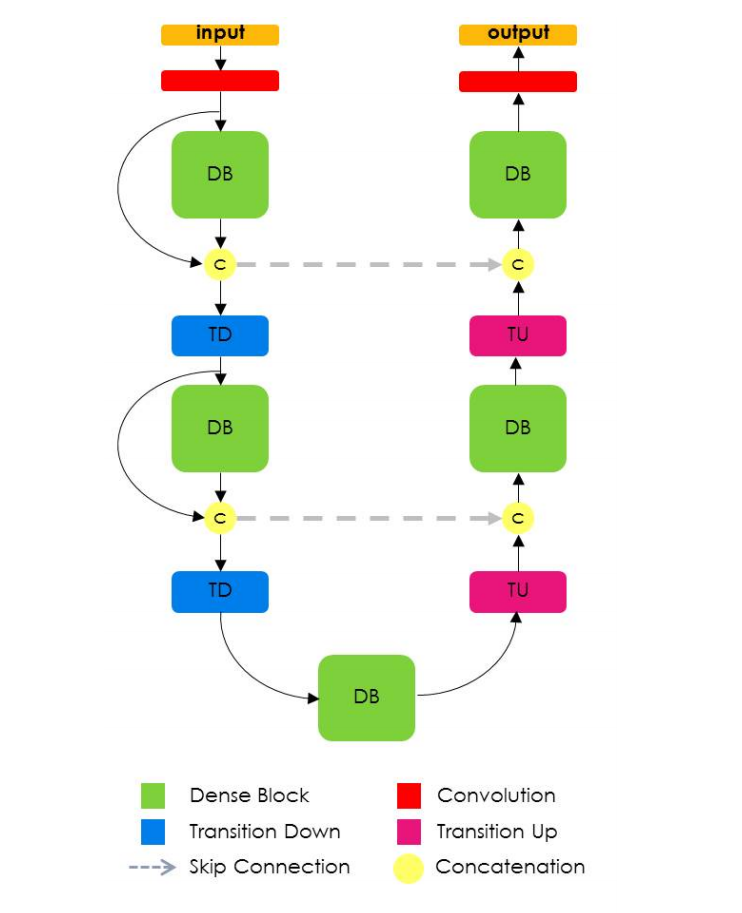 input
output
DB
DB
C
C
TD
TU
DB
DB
C
C
TD
TU
DB
Dense Block
Convolution
Transition Down
Transition Up
Skip Connection
Concatenation